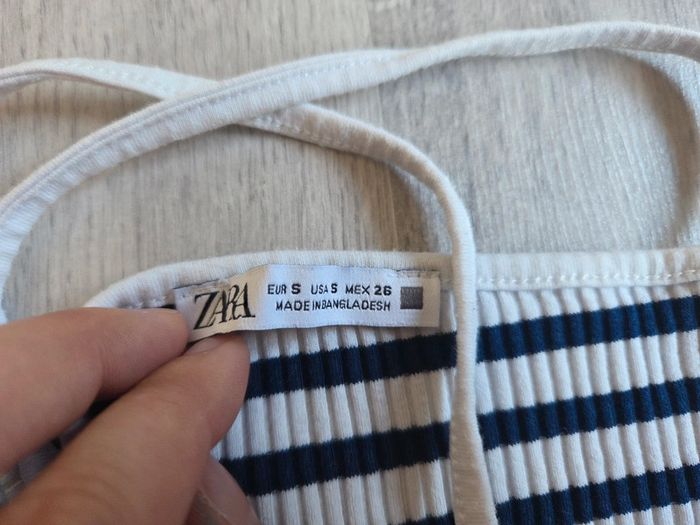 ZARA
EUR S USA S MEX 26
MADE IN BANGLADESH